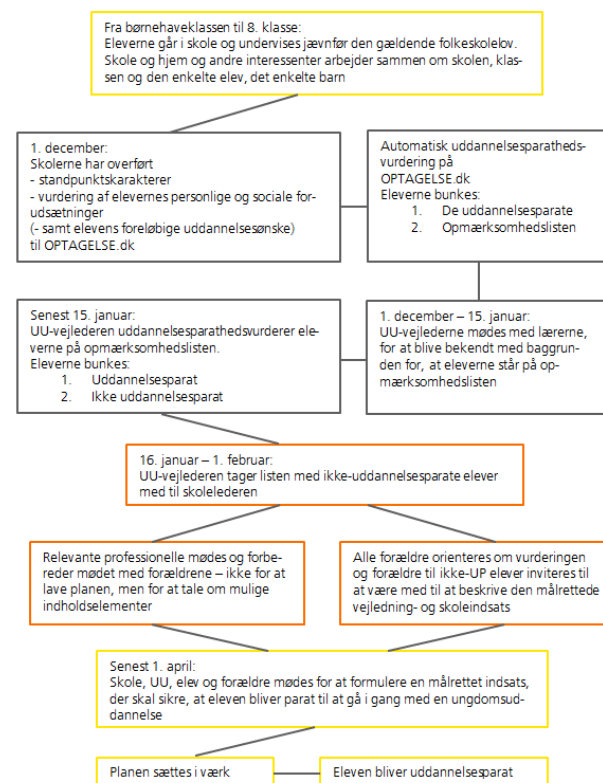 Fra børnehaveklassen til 8. klasse:
Eleverne går i skole og undervises jævnfør den gældende folkeskolelov.
Skole og hjem og andre interessenter arbejder sammen om skolen, klas-
sen og den enkelte elev, det enkelte barn
1. december:
Skolerne har overført
- standpunktskarakterer
- vurdering af elevernes personlige og sociale for-
udsætninger
(- samt elevens foreløbige uddannelsesønske)
til OPTAGELSE.dk
Automatisk uddannelsesparatheds-
vurdering på
OPTAGELSE.dk
Eleverne bunkes:
1. De uddannelsesparate
2. Opmærksomhedslisten
Senest 15. januar:
UU-vejlederen uddannelsesparathedsvurderer ele-
verne på opmærksomhedslisten.
Eleverne bunkes:
1. Uddannelsesparat
2. Ikke uddannelsesparat
1. december – 15. januar:
UU-vejlederne mødes med lærerne,
for at blive bekendt med baggrun-
den for, at eleverne står på op-
mærksomhedslisten
16. januar – 1. februar:
UU-vejlederen tager listen med ikke-uddannelsesparate elever
med til skolelederen
Relevante professionelle mødes og forbe-
reder mødet med forældrene – ikke for at
lave planen, men for at tale om mulige
indholdselementer
Alle forældre orienteres om vurderingen
og forældre til ikke-UP elever inviteres til
at være med til at beskrive den målrettede
vejledning- og skoleindsats
Senest 1. april:
Skole, UU, elev og forældre mødes for at formulere en målrettet indsats,
der skal sikre, at eleven bliver parat til at gå i gang med en ungdomsud-
dannelse
Planen sættes i værk
Eleven bliver uddannelsesparat